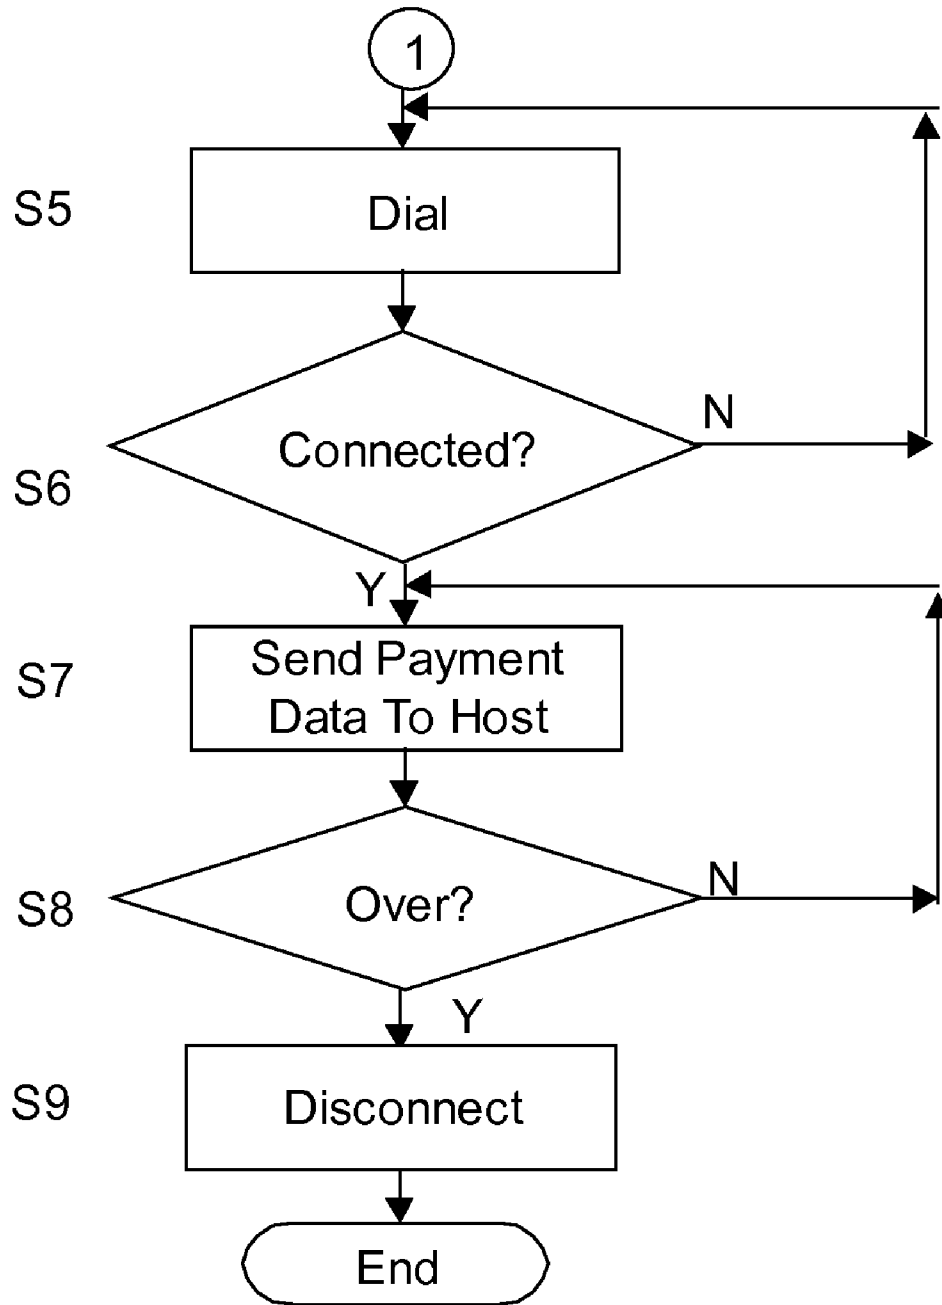 1
S5
Dial
N
Connected?
S6
Y
Send Payment
Data To Host
S7
N
Over?
S8
Y
Disconnect
S9
End